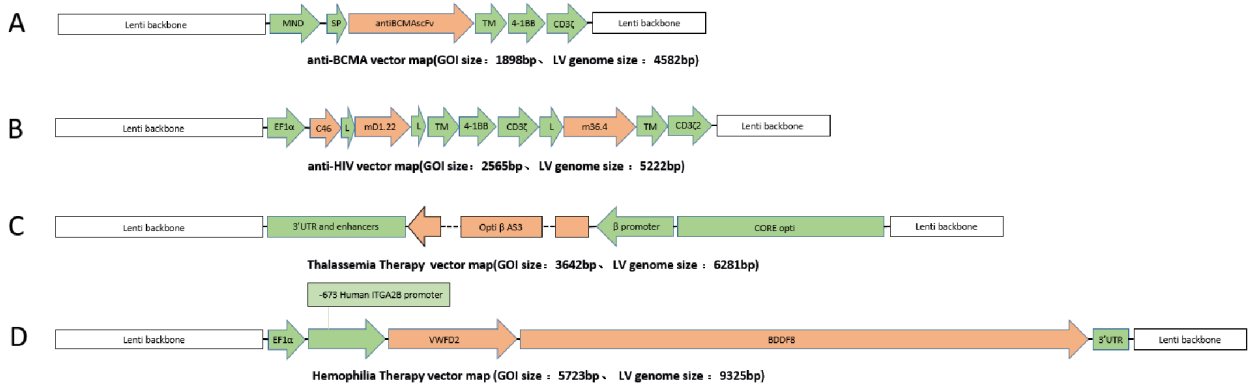 A
Lenti backbone MND SP antiBCMAscFv TM 4-1BB CD3ζ Lenti backbone
anti-BCMA vector map(GOI size：1898bp、 LV genome size：4582bp)
B
Lenti backbone EF1α C46 L mD1.22 L TM 4-1BB CD3ζ L m36.4 TM CD3ζ2 Lenti backbone
anti-HIV vector map(GOI size：2565bp、 LV genome size：5222bp)
C
Lenti backbone 3'UTR and enhancers Opti β AS3 β promoter CORE opti Lenti backbone
Thalassemia Therapy vector map(GOI size：3642bp、 LV genome size：6281bp)
-673 Human ITGA2B promoter
D
Lenti backbone EF1α VWFD2 BDDF8 3'UTR Lenti backbone
Hemophilia Therapy vector map (GOI size：5723bp、 LV genome size：9325bp)